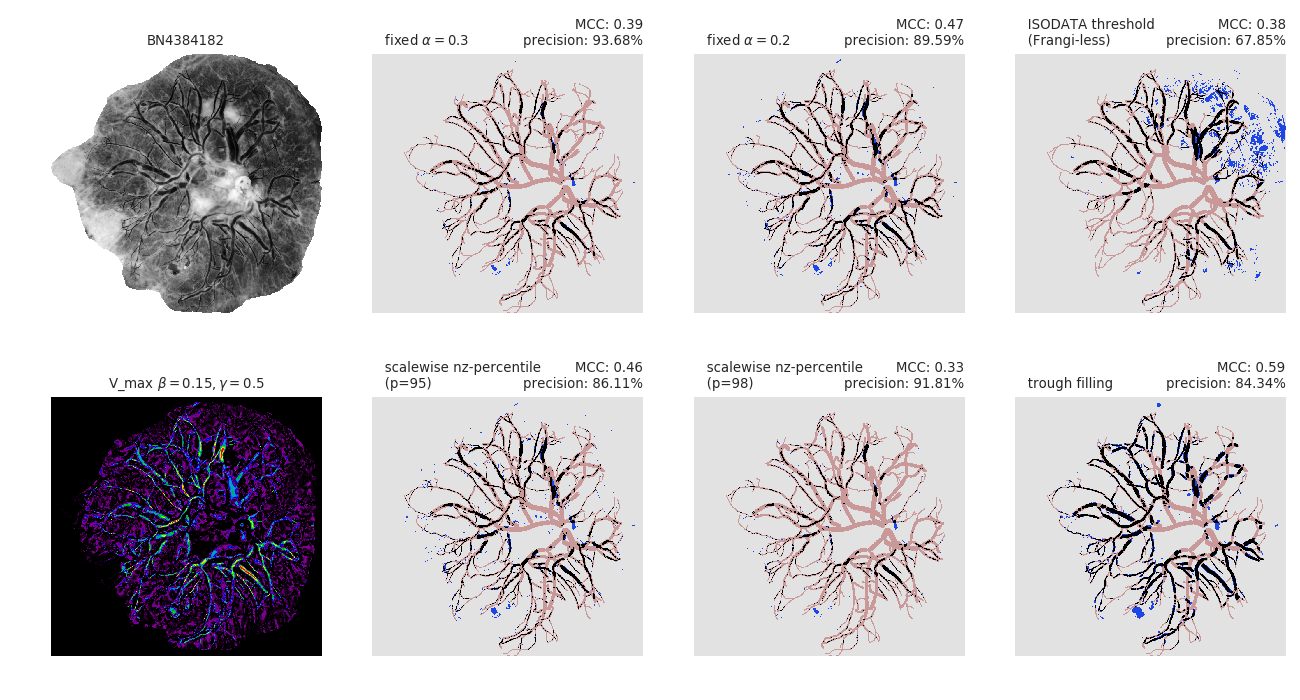 BN4384182
fixed α = 0.3
MCC: 0.39
precision: 93.68%
fixed α = 0.2
MCC: 0.47
precision: 89.59%
ISODATA threshold
(Frangi-less)
MCC: 0.38
precision: 67.85%
V_max β = 0.15, γ = 0.5
scalewise nz-percentile
(p=95)
MCC: 0.46
precision: 86.11%
scalewise nz-percentile
(p=98)
MCC: 0.33
precision: 91.81%
trough filling
MCC: 0.59
precision: 84.34%